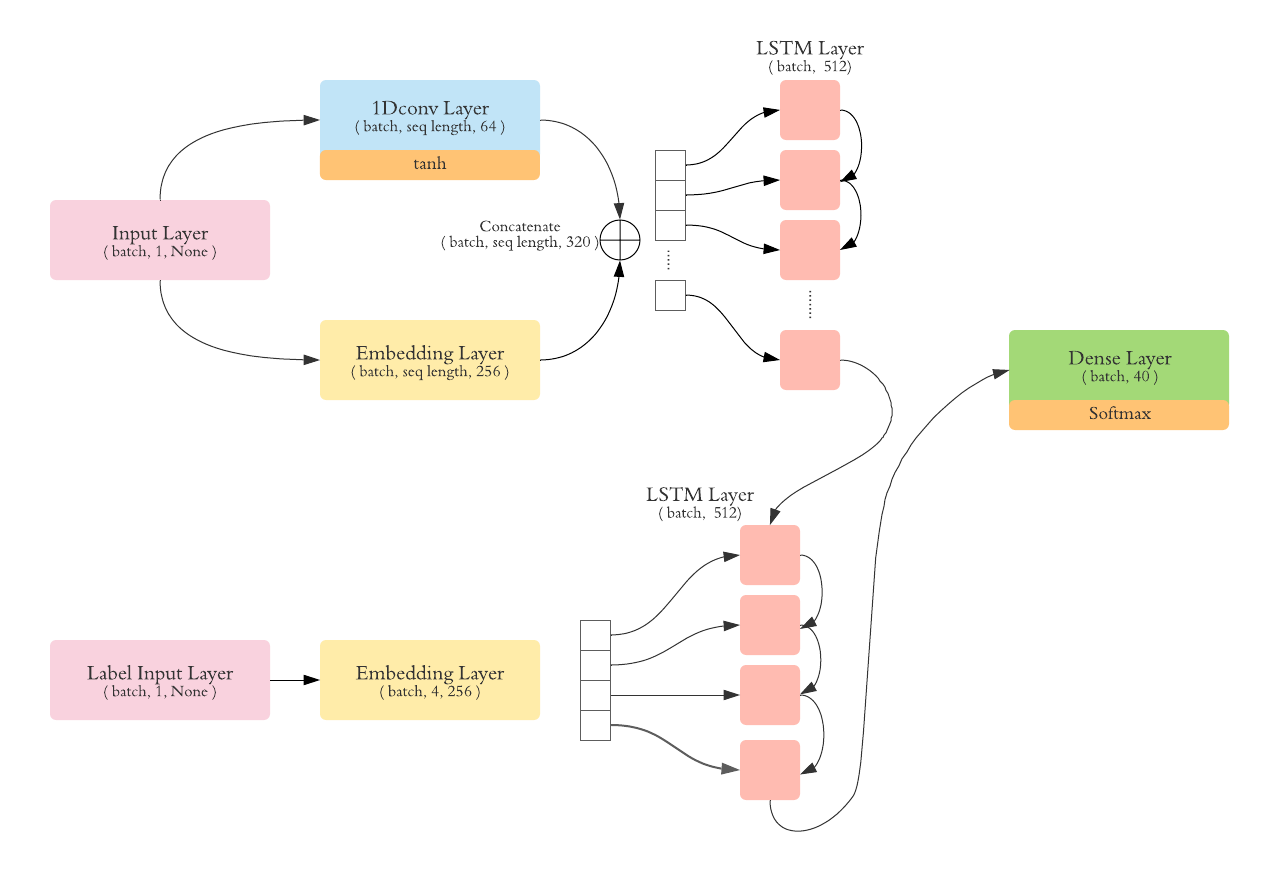 LSTM Layer
( batch,  512)
1Dconv Layer
( batch, seq length, 64 )
tanh
Input Layer
( batch, 1, None )
Concatenate
( batch, seq length, 320 )
Embedding Layer
( batch, seq length, 256 )
Dense Layer
( batch, 40 )
Softmax
LSTM Layer
( batch,  512)
Label Input Layer
( batch, 1, None )
Embedding Layer
( batch, 4, 256 )